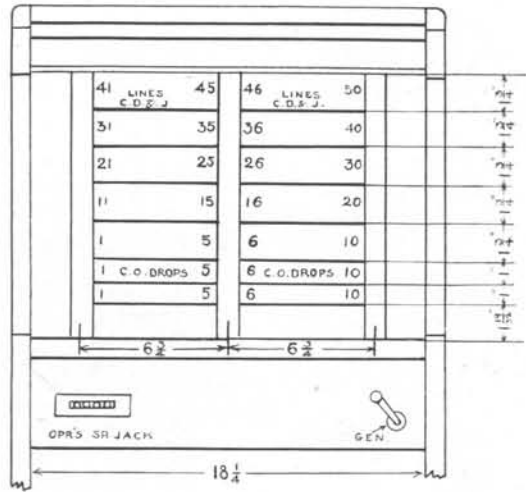 41 LINES 45 46 LINES 50
C.D.& J. C.D.& J.
31 35 36 40
21 25 26 30
11 15 16 20
1 5 6 10
1 C.O. DROPS 5 6 C.O. DROPS 10
1 5 6 10
6 3/4 6 3/4
OPR'S SR JACK
GEN.
18 1/4